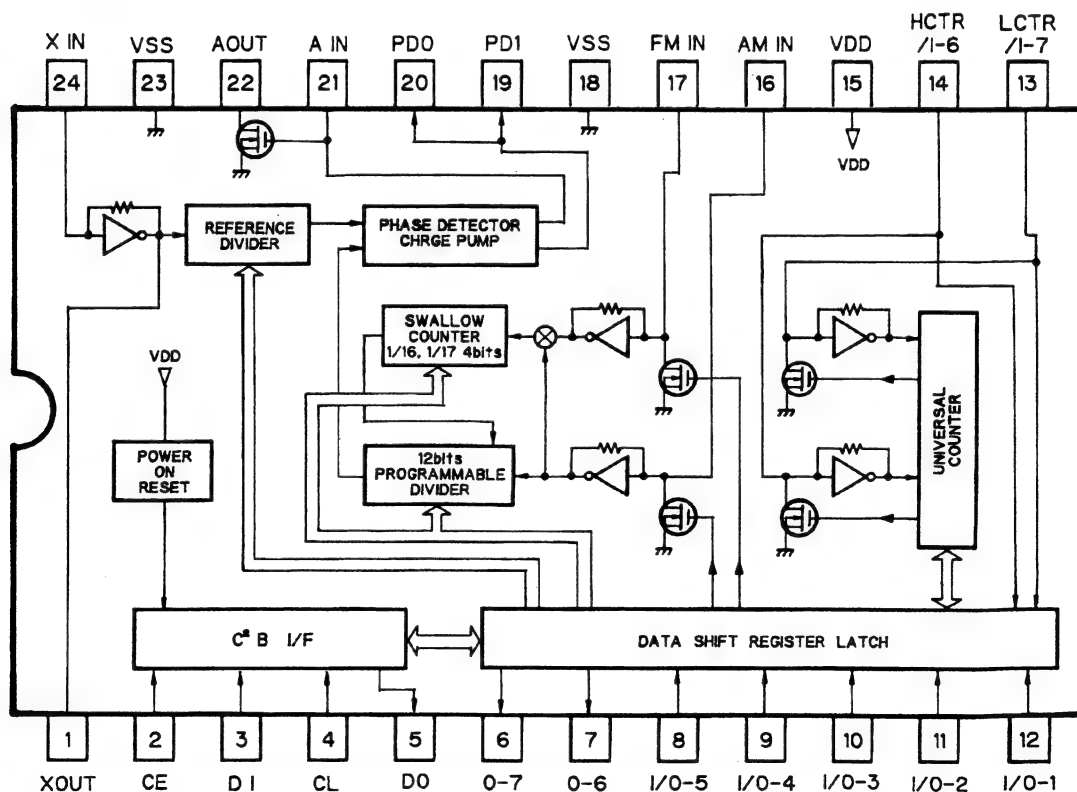 X IN VSS AOUT A IN PD0 PD1 VSS FM IN AM IN VDD HCTR /I-6 LCTR /I-7
24 23 22 21 20 19 18 17 16 15 14 13
VDD
REFERENCE
DIVIDER
PHASE DETECTOR
CHRGE PUMP
SWALLOW
COUNTER
1/16, 1/17 4bits
VDD
POWER
ON
RESET
12bits
PROGRAMMABLE
DIVIDER
UNIVERSAL
COUNTER
C²B I/F
DATA SHIFT REGISTER LATCH
1 2 3 4 5 6 7 8 9 10 11 12
XOUT CE DI CL DO O-7 O-6 I/O-5 I/O-4 I/O-3 I/O-2 I/O-1